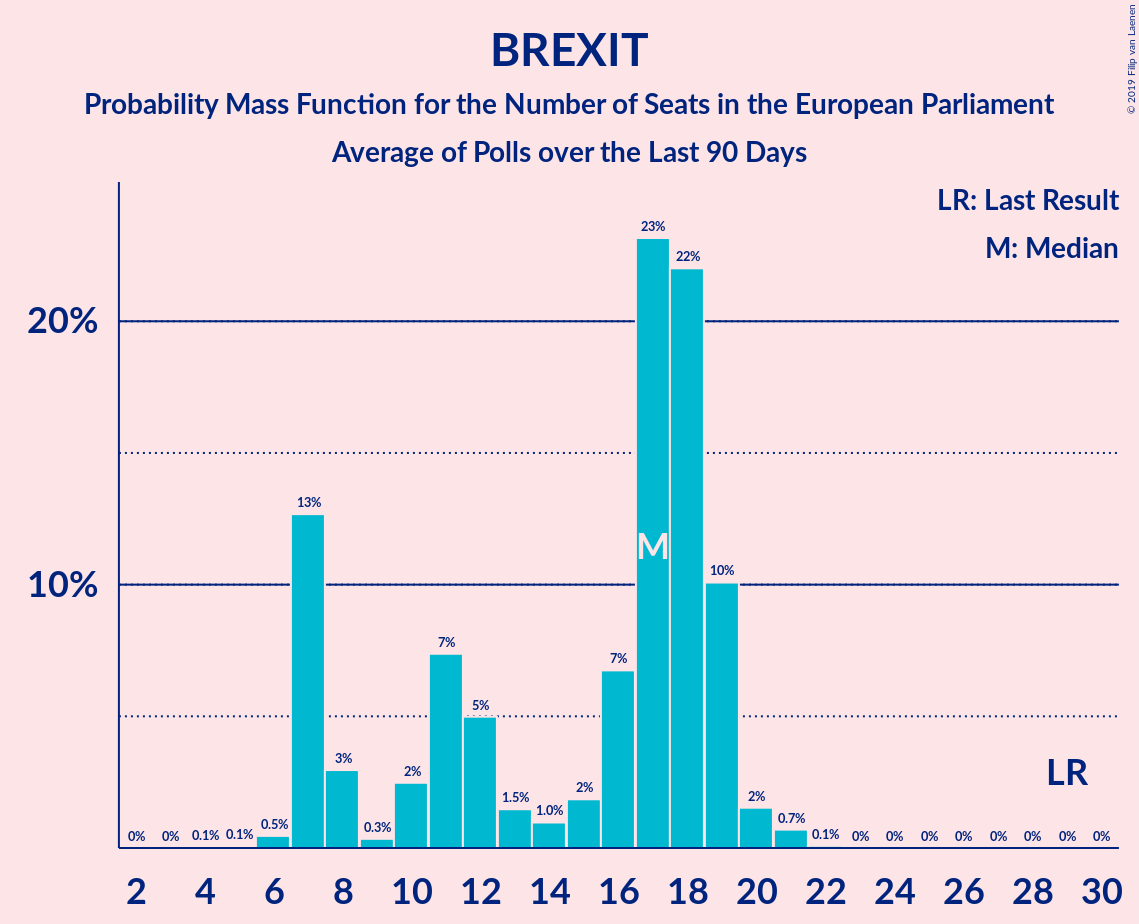 BREXIT
Probability Mass Function for the Number of Seats in the European Parliament
Average of Polls over the Last 90 Days
© 2019 Filip van Laenen
LR: Last Result
M: Median
20%
10%
0% 0% 0.1% 0.1% 0.5% 13% 3% 0.3% 2% 7% 5% 1.5% 1.0% 2% 7% 23% 22% 10% 2% 0.7% 0.1% 0% 0% 0% 0% 0% 0% 0% 0%
M
LR
2 4 6 8 10 12 14 16 18 20 22 24 26 28 30